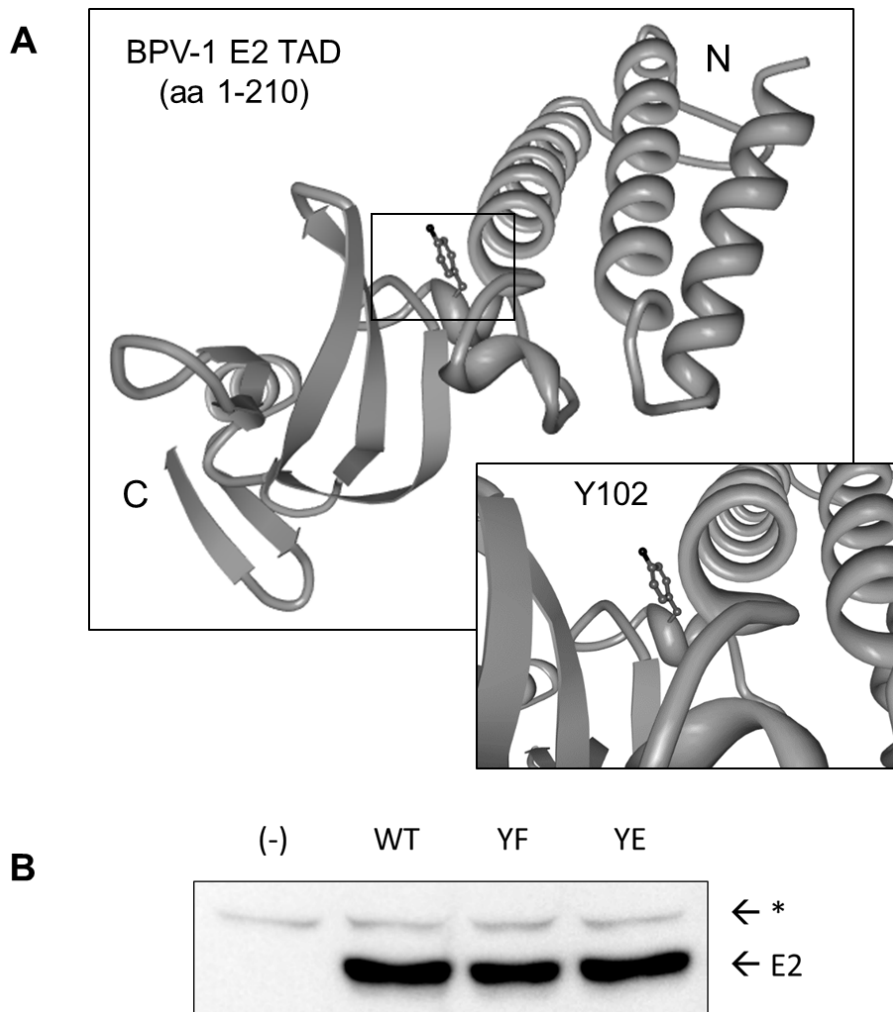 A
BPV-1 E2 TAD
(aa 1-210)
N
C
Y102
B
(-) WT YF YE
← *
← E2